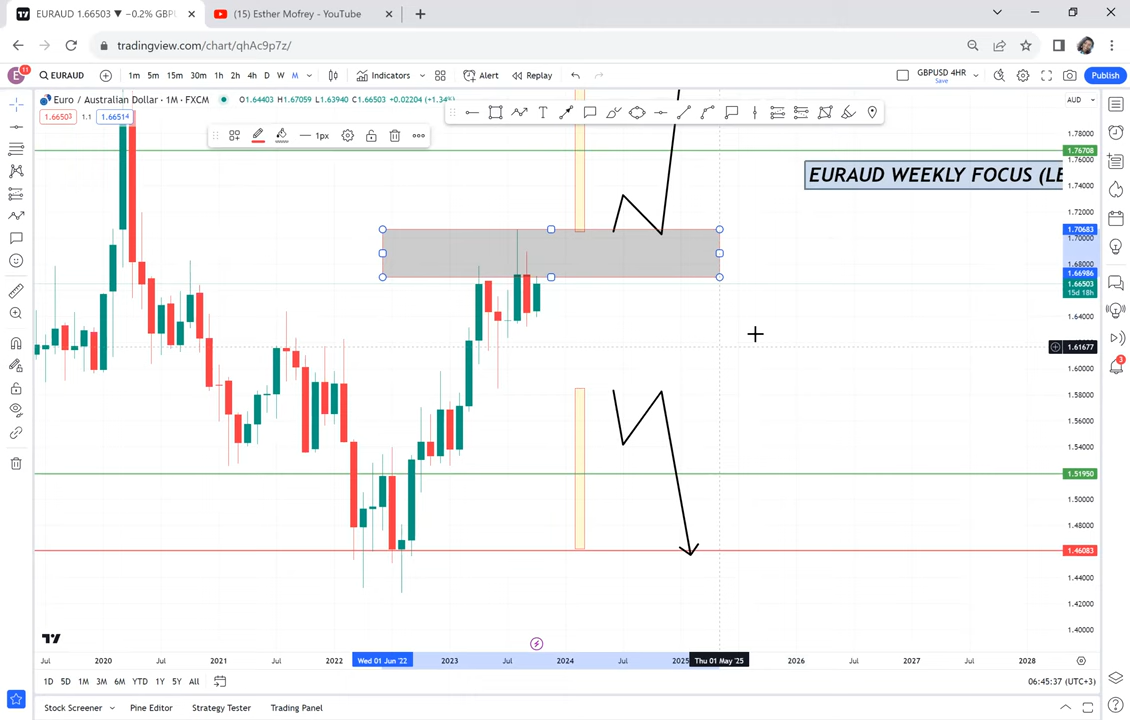 EURAUD 1.66503 ▼ −0.2% GBPU
(15) Esther Mofrey - YouTube
tradingview.com/chart/qhAc9p7z/
E 11 EURAUD 1m 5m 15m 30m 1h 2h 4h D W M Indicators Alert Replay GBPUSD 4HR Save Publish
Euro / Australian Dollar · 1M · FXCM O1.64403 H1.67059 L1.63940 C1.66503 +0.02204 (+1.34%)
AUD
1.66503 1.1 1.66514
1px
1.78000
1.76708
1.76000
EURAUD WEEKLY FOCUS (LE
1.74000
1.72000
1.70683
1.70000
1.68000
1.66986
1.66503
15d 18h
1.64000
1.61677
1.60000
1.58000
1.56000
1.54000
1.51950
1.50000
1.48000
1.46083
1.44000
1.42000
1.40000
3
Jul 2020 Jul 2021 Jul 2022 Wed 01 Jun '22 2023 Jul 2024 Jul 2025 Thu 01 May '25 2026 Jul 2027 Jul 2028
1D 5D 1M 3M 6M YTD 1Y 5Y All 06:45:37 (UTC+3)
Stock Screener Pine Editor Strategy Tester Trading Panel